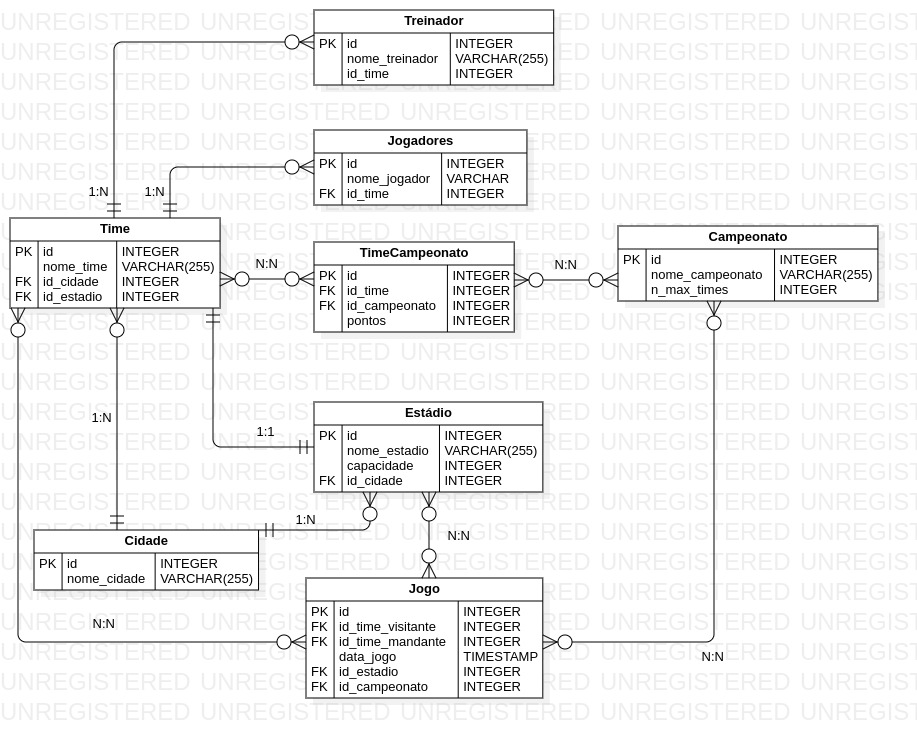 Treinador
PK id INTEGER
nome_treinador VARCHAR(255)
id_time INTEGER
Jogadores
PK id INTEGER
nome_jogador VARCHAR
FK id_time INTEGER
1:N
1:N
Time
PK id INTEGER
nome_time VARCHAR(255)
FK id_cidade INTEGER
FK id_estadio INTEGER
N:N
TimeCampeonato
PK id INTEGER
FK id_time INTEGER
FK id_campeonato INTEGER
pontos INTEGER
N:N
Campeonato
PK id INTEGER
nome_campeonato VARCHAR(255)
n_max_times INTEGER
1:N
1:1
Estádio
PK id INTEGER
nome_estadio VARCHAR(255)
capacidade INTEGER
FK id_cidade INTEGER
1:N
N:N
Cidade
PK id INTEGER
nome_cidade VARCHAR(255)
N:N
Jogo
PK id INTEGER
FK id_time_visitante INTEGER
FK id_time_mandante INTEGER
data_jogo TIMESTAMP
FK id_estadio INTEGER
FK id_campeonato INTEGER
N:N
UNREGISTERED